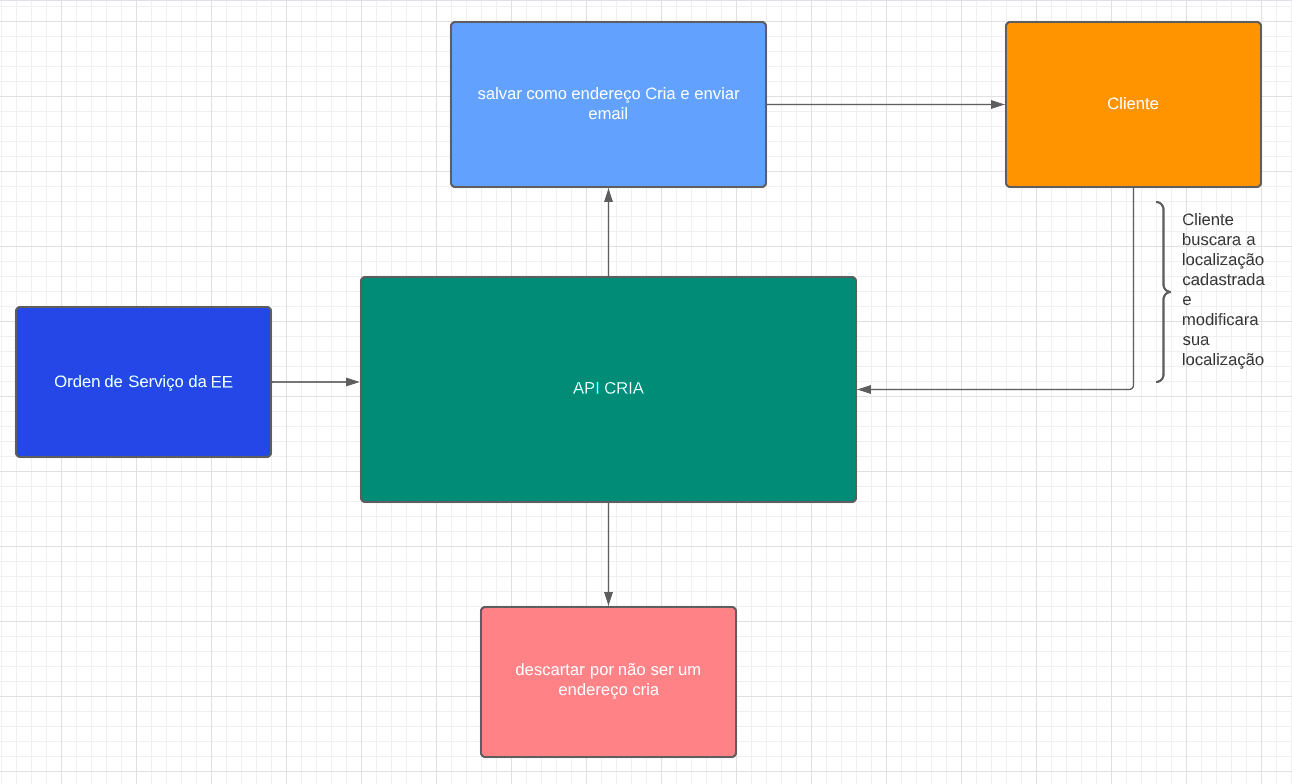 salvar como endereço Cria e enviar
email
Cliente
Cliente
buscara a
localização
cadastrada
e
modificara
sua
localização
Orden de Serviço da EE
API CRIA
descartar por não ser um
endereço cria